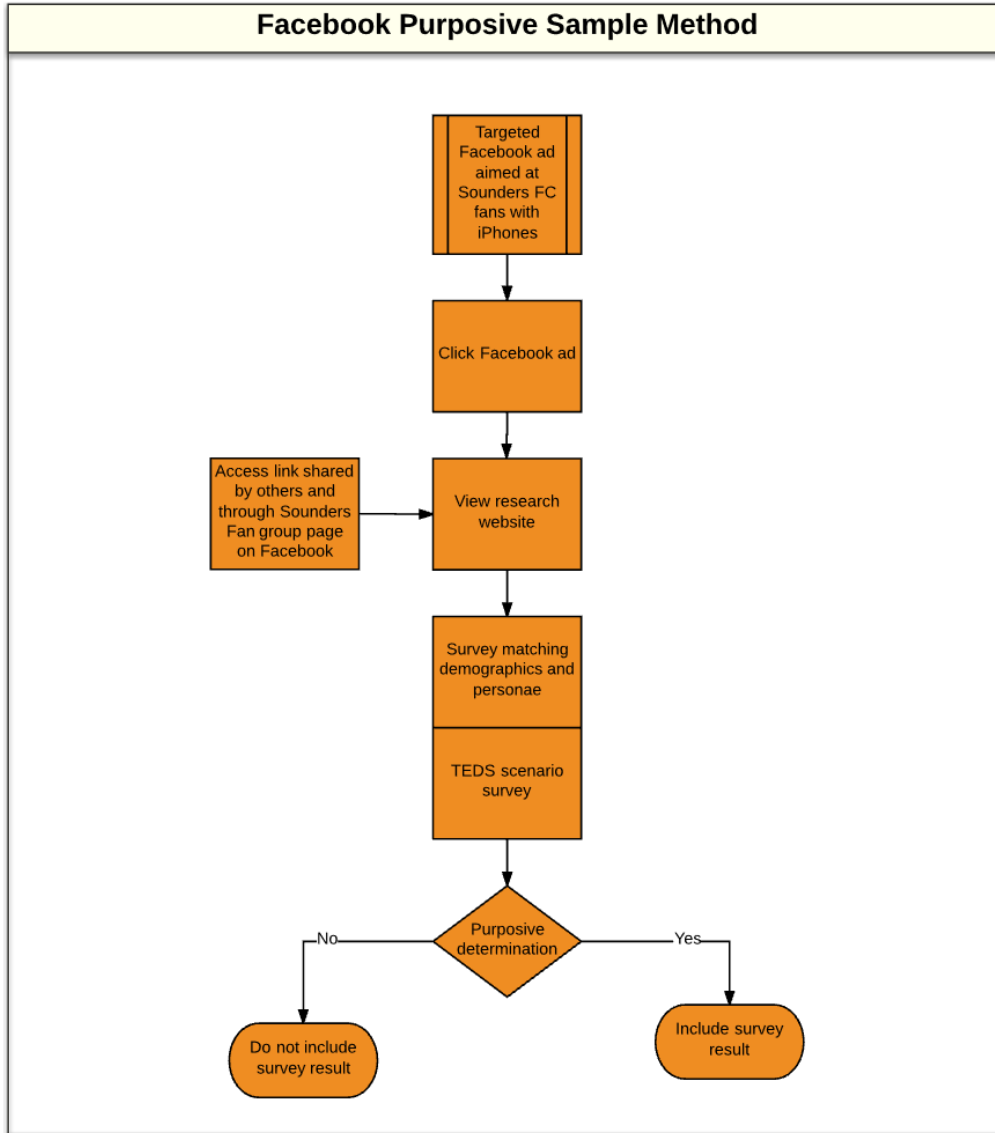 Facebook Purposive Sample Method
Targeted
Facebook ad
aimed at
Sounders FC
fans with
iPhones
Click Facebook ad
Access link shared
by others and
through Sounders
Fan group page
on Facebook
View research
website
Survey matching
demographics and
personae
TEDS scenario
survey
Purposive
determination
No
Yes
Do not include
survey result
Include survey
result